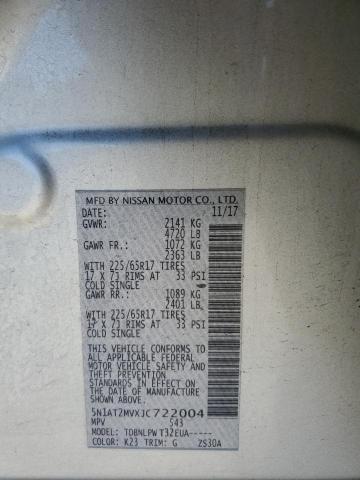 MFD BY NISSAN MOTOR CO., LTD.
DATE: 11/17
GVWR: 2141 KG
4720 LB
GAWR FR.: 1072 KG
2363 LB
WITH 225/65R17 TIRES
17 X 7J RIMS AT 33 PSI
COLD SINGLE
GAWR RR.: 1089 KG
2401 LB
WITH 225/65R17 TIRES
17 X 7J RIMS AT 33 PSI
COLD SINGLE
THIS VEHICLE CONFORMS TO
ALL APPLICABLE FEDERAL
MOTOR VEHICLE SAFETY
STANDARDS IN EFFECT ON
THE DATE OF MANUFACTURE
SHOWN ABOVE.
5N1AT2MVXJC722004
MPV 543
MODEL: TDBNLPW T32EUA-----
COLOR: K23 TRIM: G ZS30A